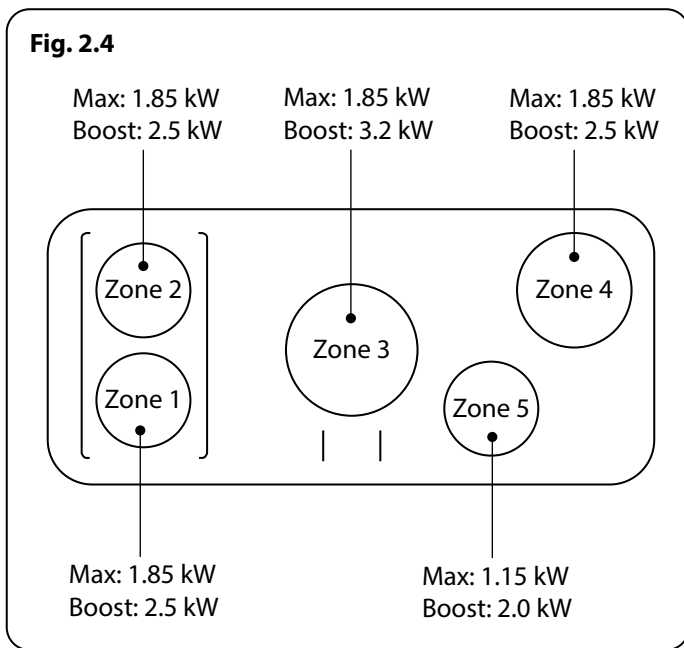 Fig. 2.4
Max: 1.85 kW
Boost: 2.5 kW
Max: 1.85 kW
Boost: 3.2 kW
Max: 1.85 kW
Boost: 2.5 kW
Zone 2
Zone 4
Zone 3
Zone 1
Zone 5
Max: 1.85 kW
Boost: 2.5 kW
Max: 1.15 kW
Boost: 2.0 kW